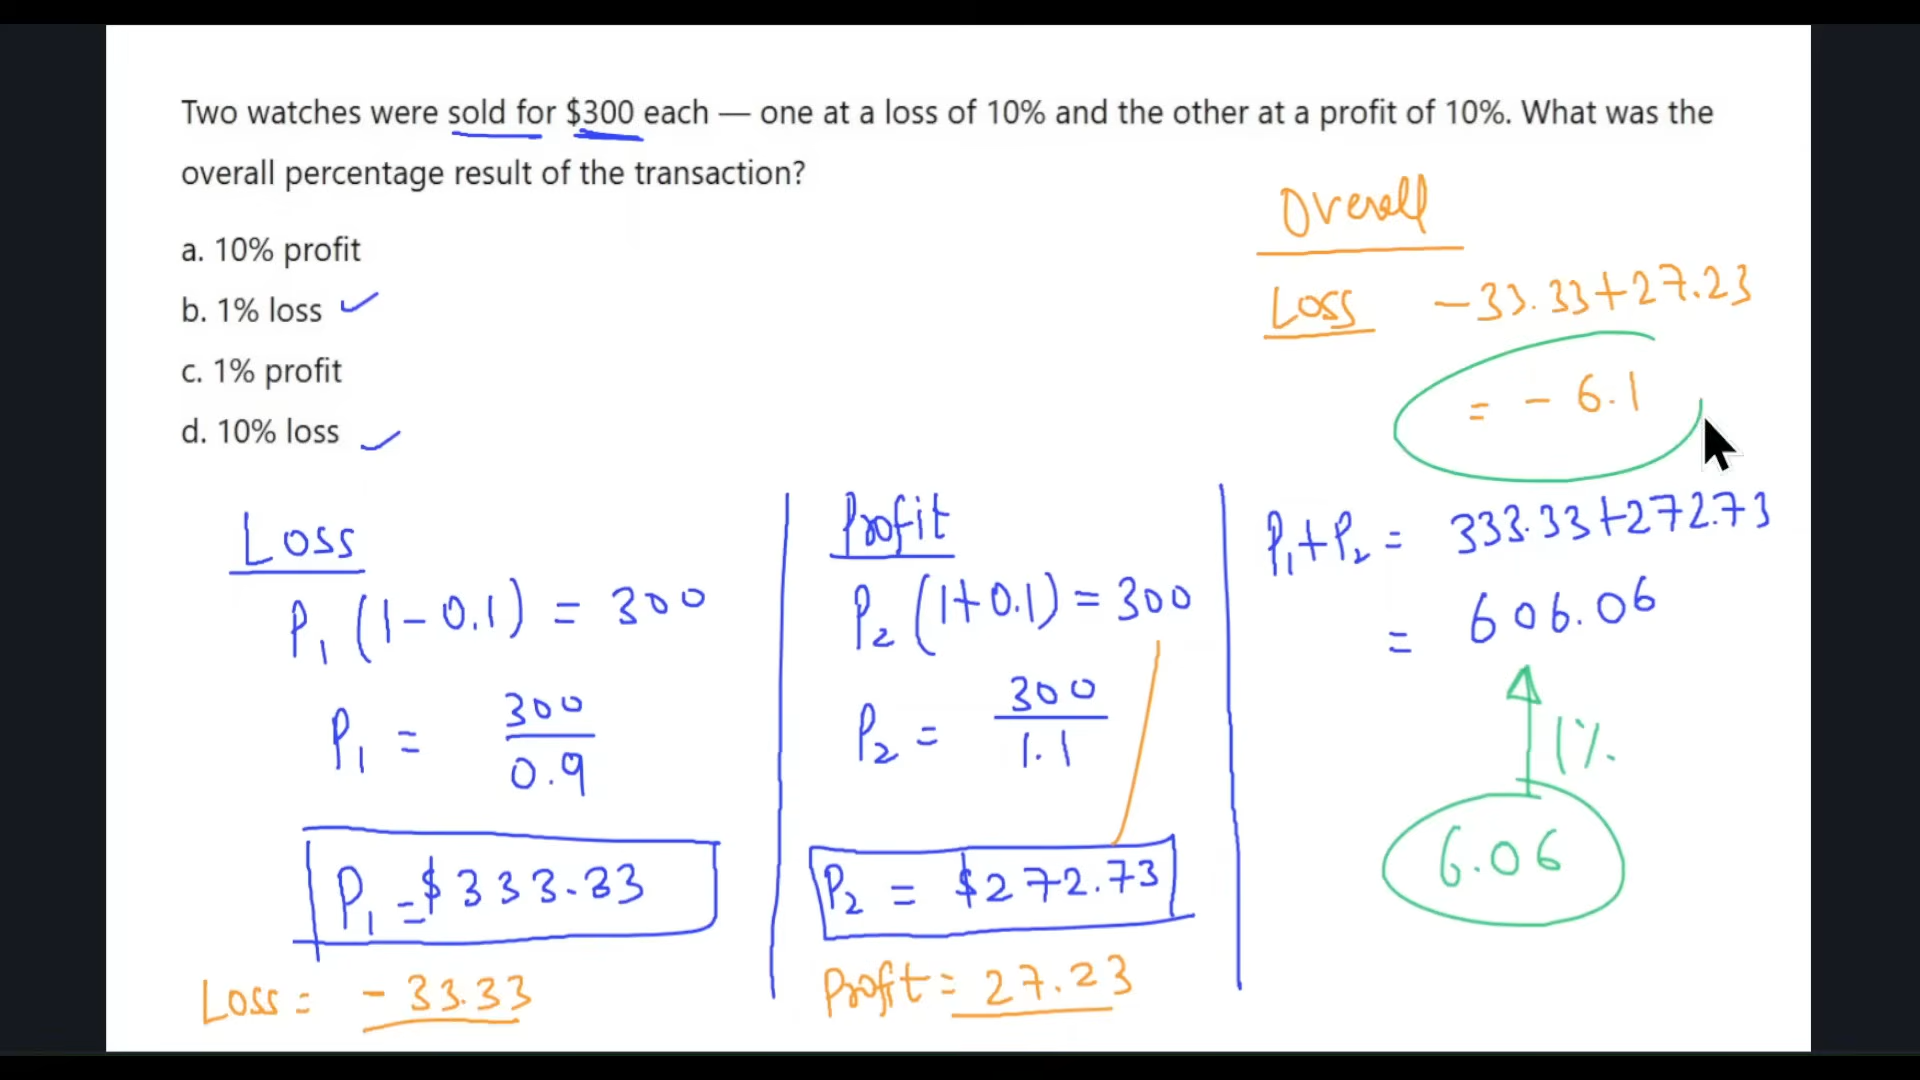 Two watches were sold for $300 each — one at a loss of 10% and the other at a profit of 10%. What was the
overall percentage result of the transaction?
a. 10% profit
b. 1% loss
c. 1% profit
d. 10% loss
Overall
Loss -33.33+27.23
= - 6.1
Loss
P₁ (1-0.1) = 300
P₁ = 300/0.9
P₁ = $333.33
Loss = -33.33
Profit
P₂ (1+0.1) = 300
P₂ = 300/1.1
P₂ = $272.73
Profit = 27.23
P₁+P₂ = 333.33+272.73
= 606.06
1%
6.06